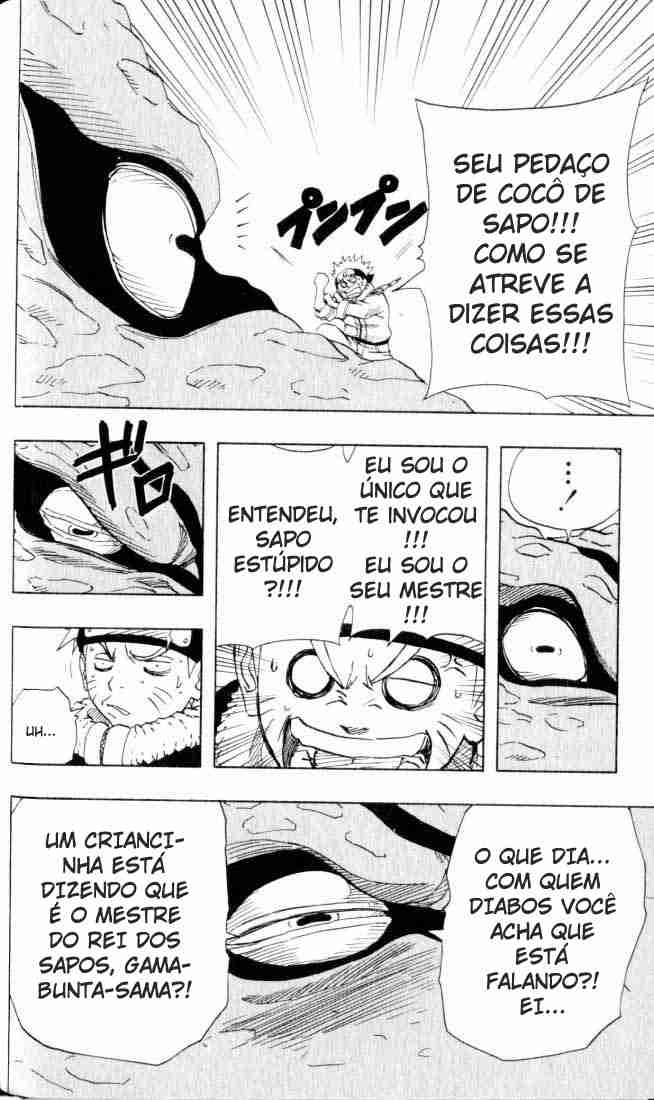 SEU PEDAÇO
DE COCÔ DE
SAPO!!!
COMO SE
ATREVE A
DIZER ESSAS
COISAS!!!
プンプン
...!
EU SOU O
ÚNICO QUE
TE INVOCOU
!!!
EU SOU O
SEU MESTRE
!!!
ENTENDEU,
SAPO
ESTÚPIDO
?!!!
ギロ
UH...
O QUE DIA...
COM QUEM
DIABOS VOCÊ
ACHA QUE
ESTÁ
FALANDO?!
EI...
UM CRIANCI-
NHA ESTÁ
DIZENDO QUE
É O MESTRE
DO REI DOS
SAPOS, GAMA-
BUNTA-SAMA?!